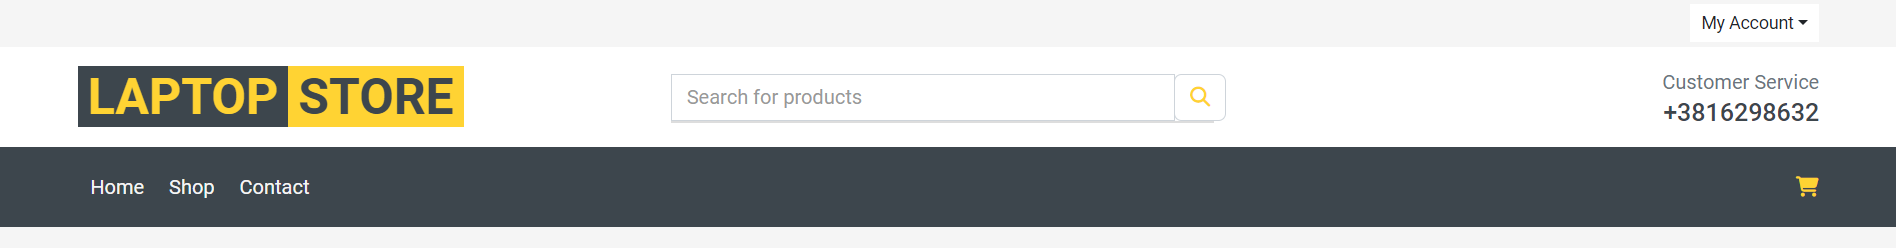 My Account
LAPTOP STORE
Search for products
Customer Service
+3816298632
Home Shop Contact